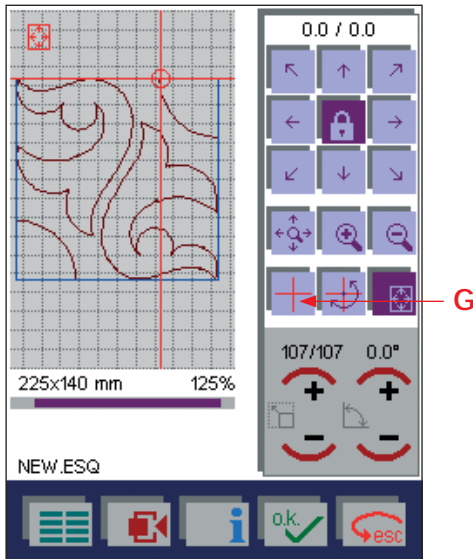 0.0 / 0.0
G
107/107 0.0°
+ +
- -
225x140 mm 125%
NEW.ESQ
i o.k. esc